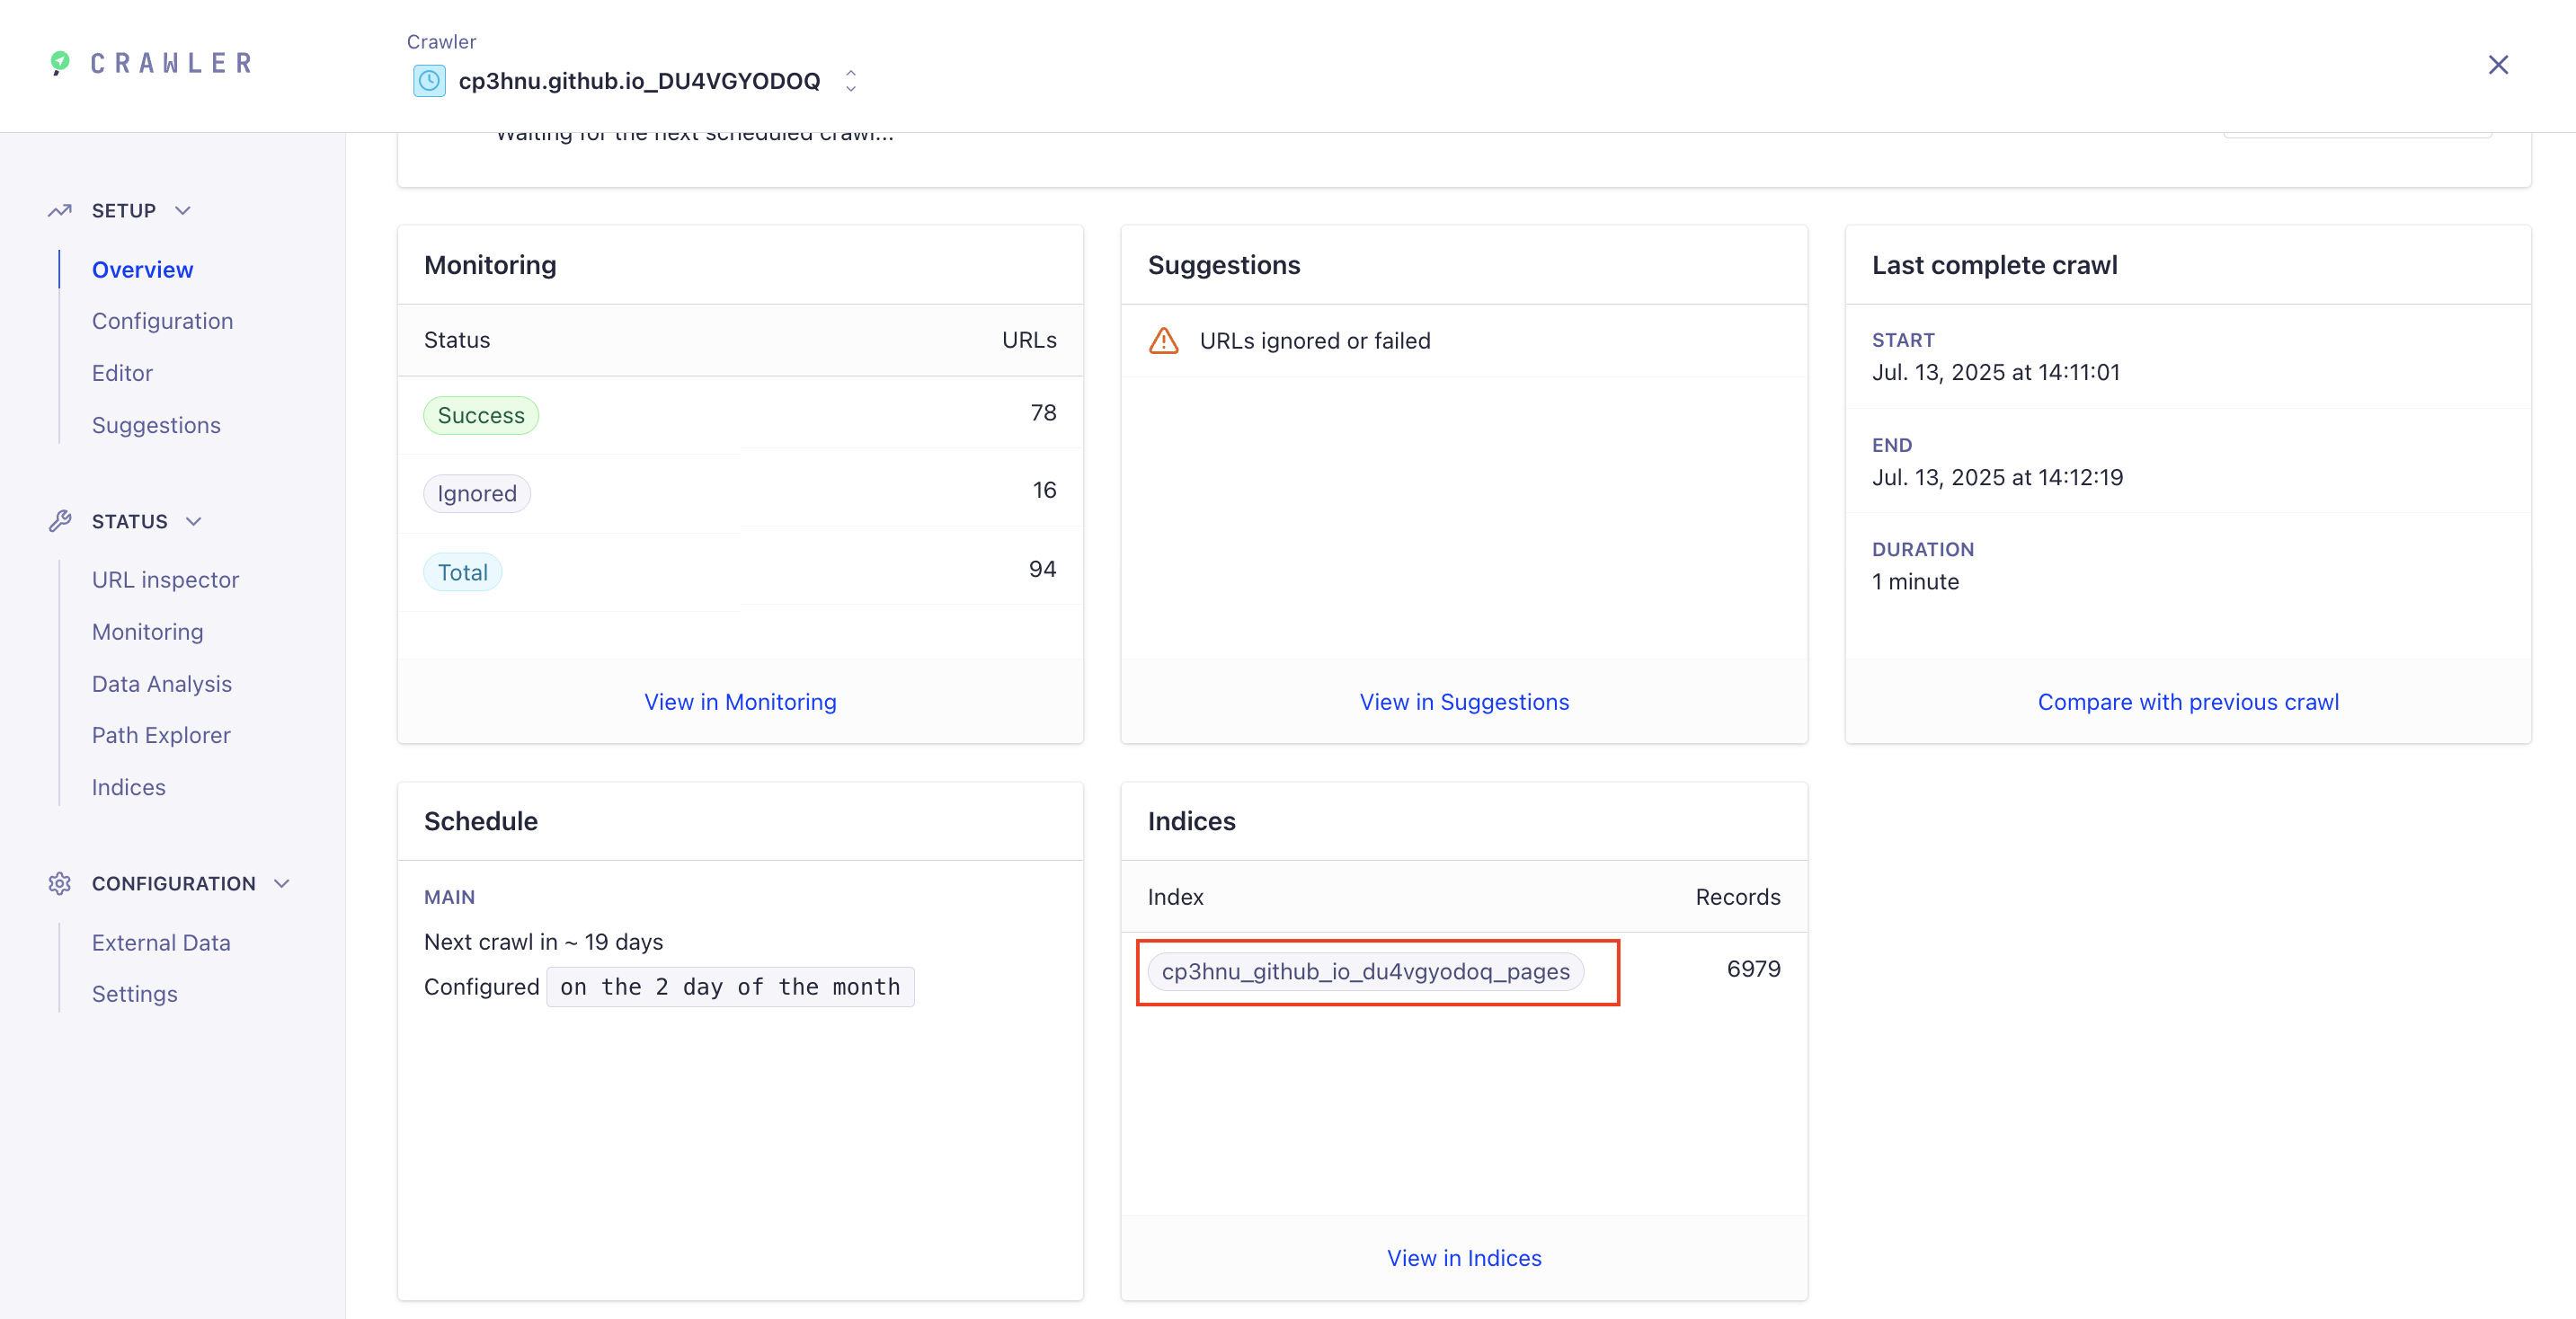 CRAWLER
Crawler
cp3hnu.github.io_DU4VGYODOQ
Waiting for the next scheduled crawl...
SETUP
Overview
Configuration
Editor
Suggestions
STATUS
URL inspector
Monitoring
Data Analysis
Path Explorer
Indices
CONFIGURATION
External Data
Settings
Monitoring
Status URLs
Success 78
Ignored 16
Total 94
View in Monitoring
Suggestions
URLs ignored or failed
View in Suggestions
Last complete crawl
START
Jul. 13, 2025 at 14:11:01
END
Jul. 13, 2025 at 14:12:19
DURATION
1 minute
Compare with previous crawl
Schedule
MAIN
Next crawl in ~ 19 days
Configured on the 2 day of the month
Indices
Index Records
cp3hnu_github_io_du4vgyodoq_pages 6979
View in Indices